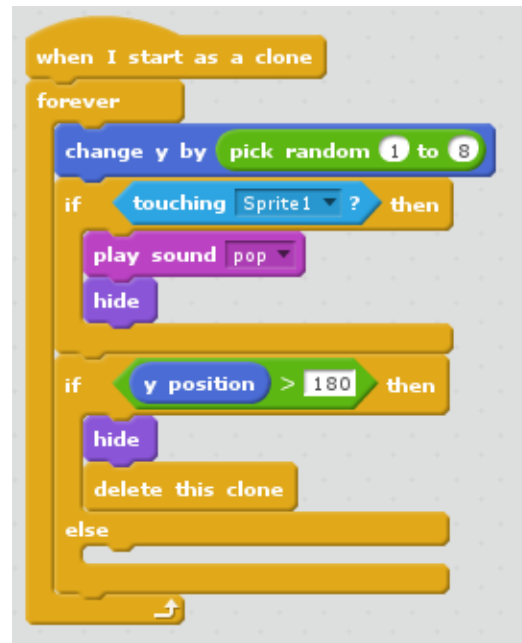 when I start as a clone
forever
change y by pick random 1 to 8
if touching Sprite1 ? then
play sound pop
hide
if y position > 180 then
hide
delete this clone
else